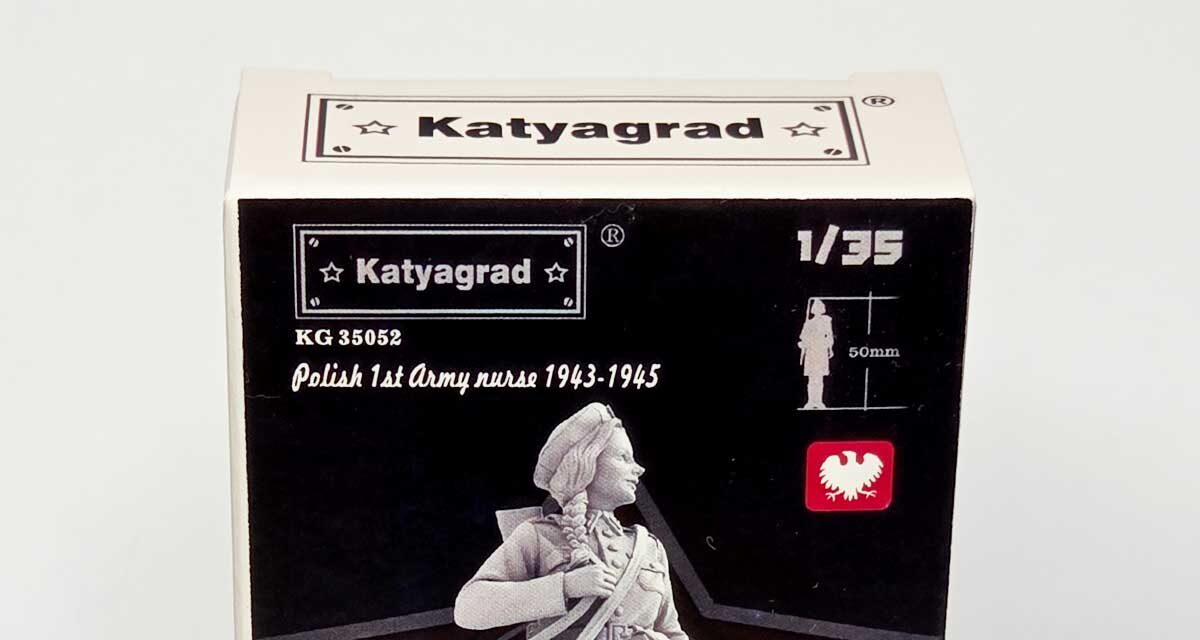 Katyagrad ®
Katyagrad ®
1/35
KG 35052
50mm
Polish 1st Army nurse 1943-1945